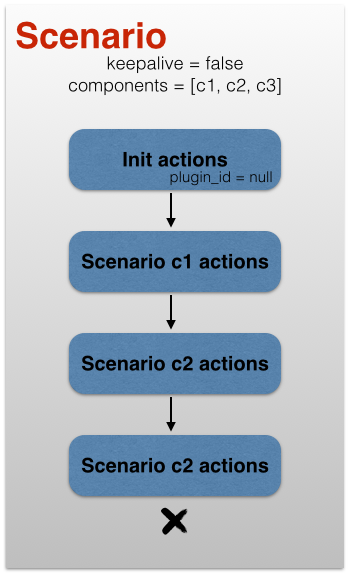 Scenario
keepalive = false
components = [c1, c2, c3]
Init actions
plugin_id = null
Scenario c1 actions
Scenario c2 actions
Scenario c2 actions